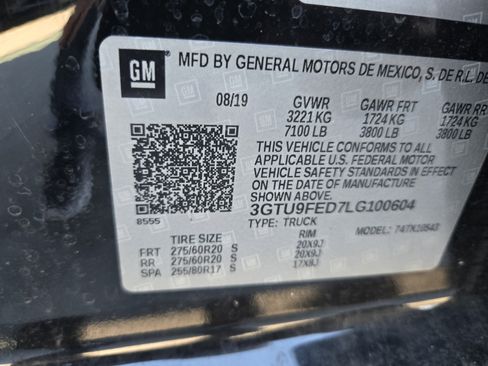 GM
MFD BY GENERAL MOTORS DE MEXICO, S. DE R.L. DE
08/19 GVWR GAWR FRT GAWR RR
3221 KG 1724 KG 1724 KG
7100 LB 3800 LB 3800 LB
THIS VEHICLE CONFORMS TO ALL
APPLICABLE U.S. FEDERAL MOTOR
VEHICLE SAFETY STANDARDS IN EFFECT
ON THE DATE OF MANUFACTURE
SHOWN ABOVE.
3GTU9FED7LG100604
8555 TYPE: TRUCK MODEL: 747K10543
TIRE SIZE RIM
FRT 275/60R20 S 20X9J
RR 275/60R20 S 20X9J
SPA 255/80R17 S 17X8J